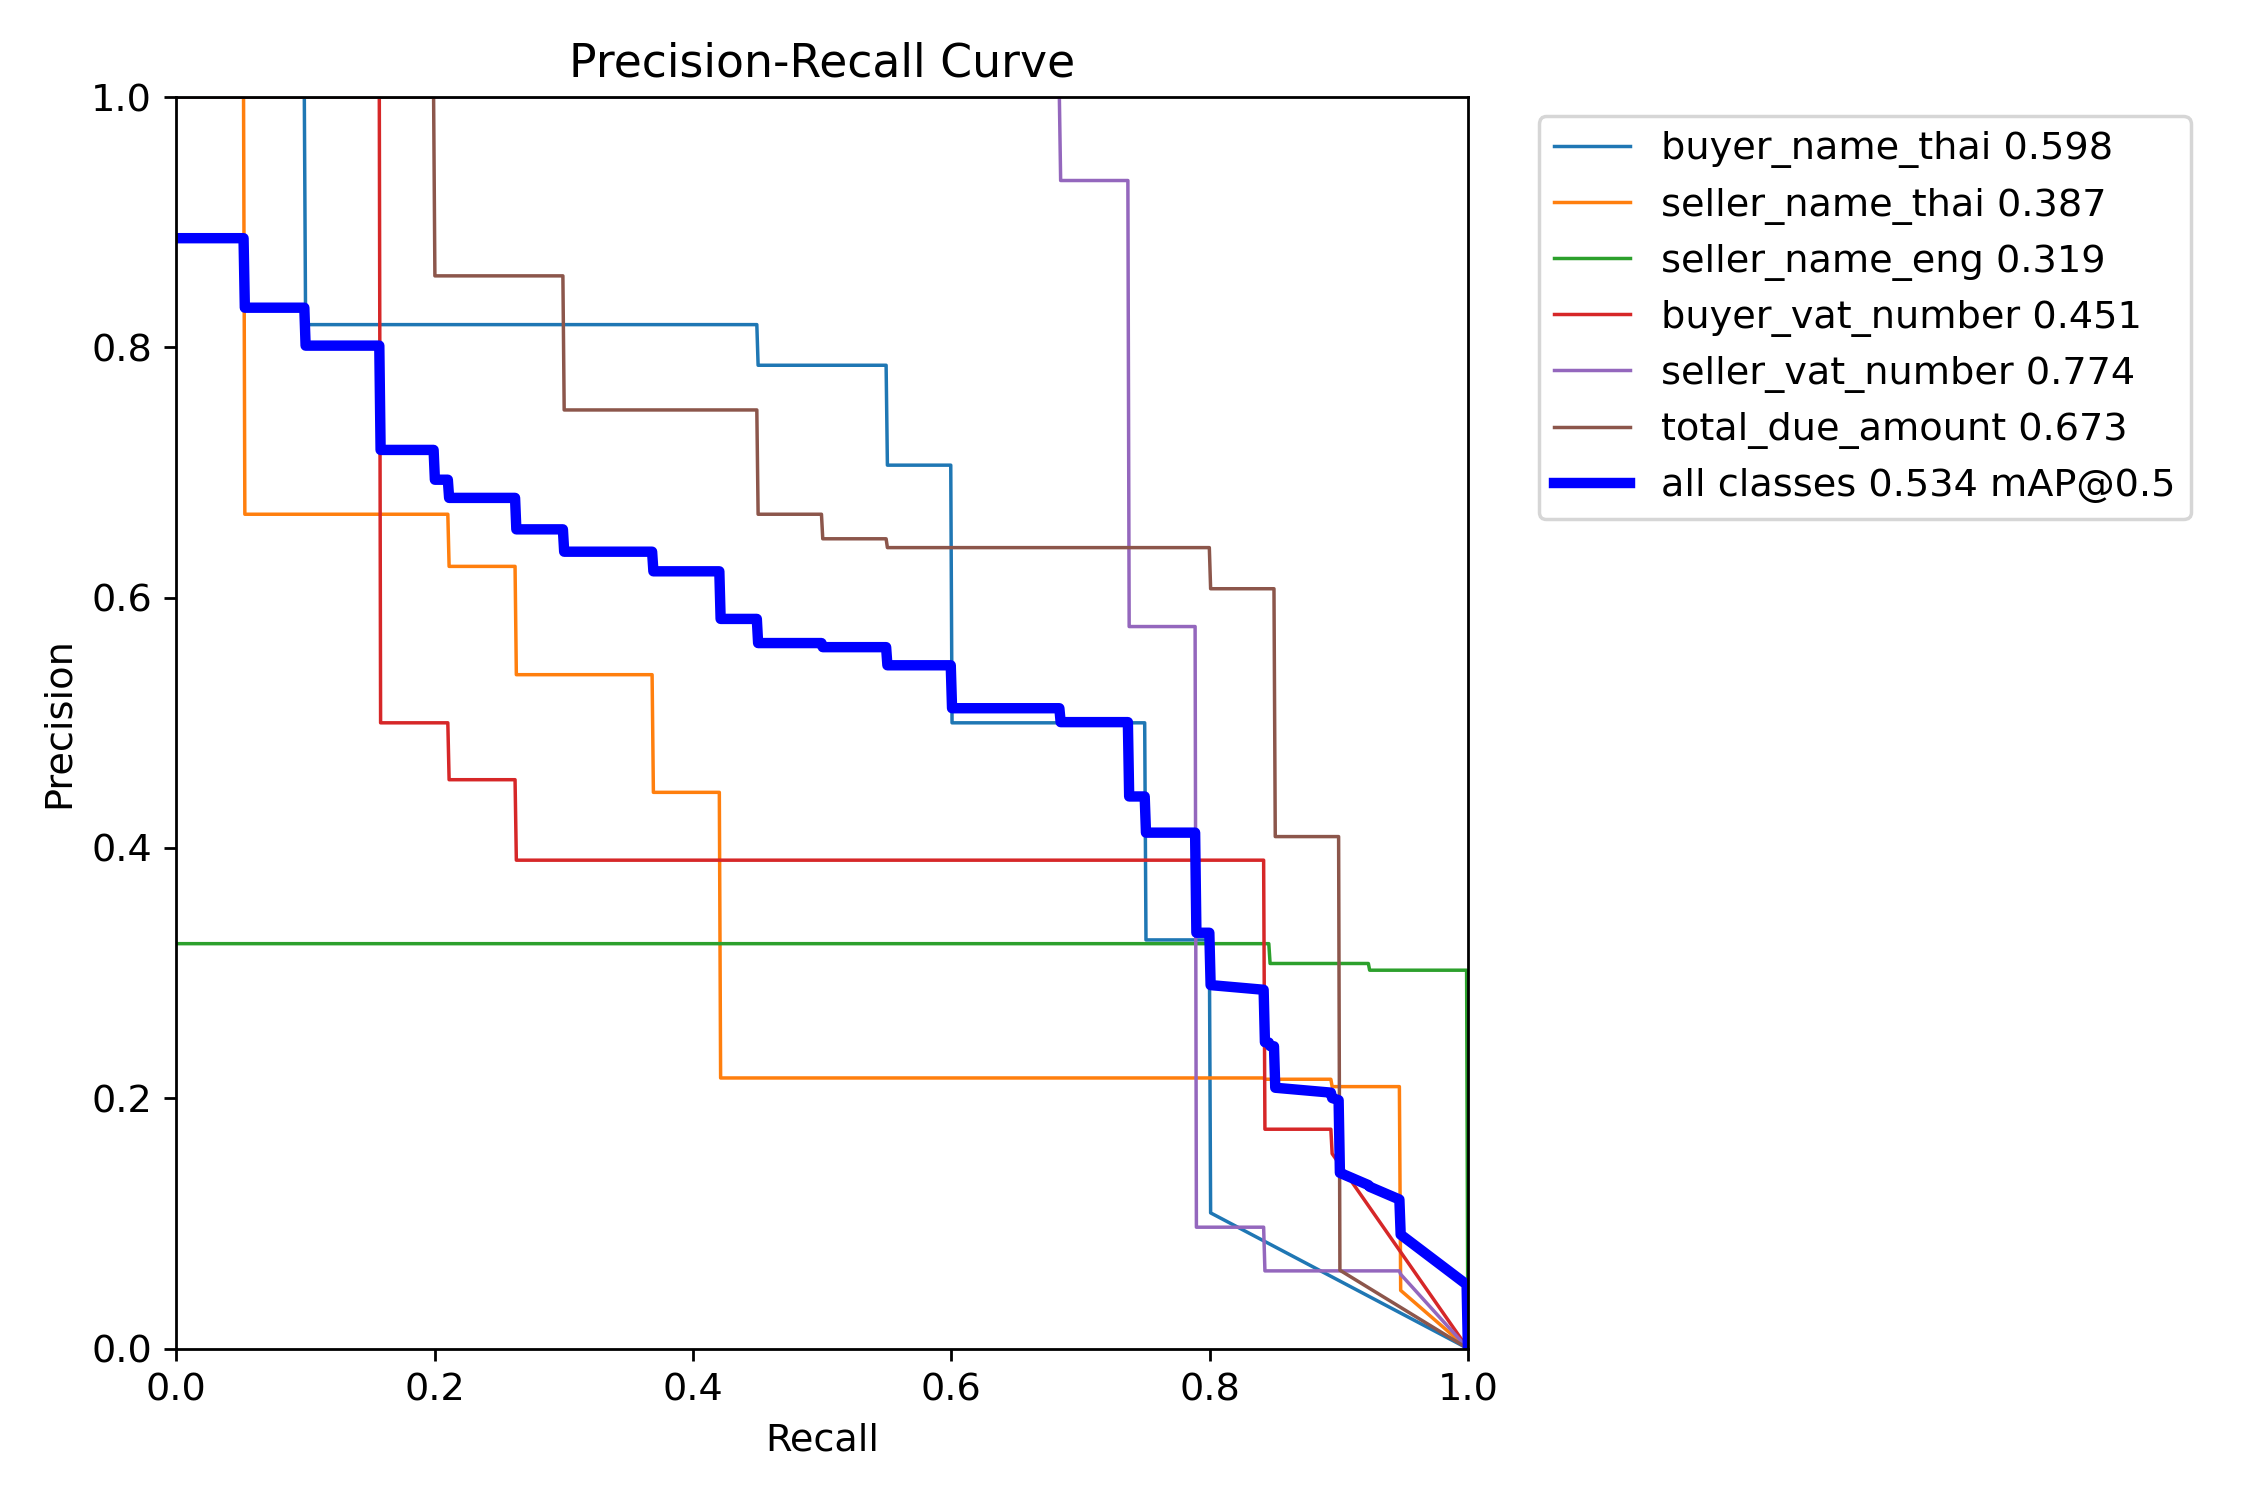 Precision-Recall Curve
1.0
0.8
0.6
0.4
0.2
0.0
Precision
0.0 0.2 0.4 0.6 0.8 1.0
Recall
buyer_name_thai 0.598
seller_name_thai 0.387
seller_name_eng 0.319
buyer_vat_number 0.451
seller_vat_number 0.774
total_due_amount 0.673
all classes 0.534 mAP@0.5